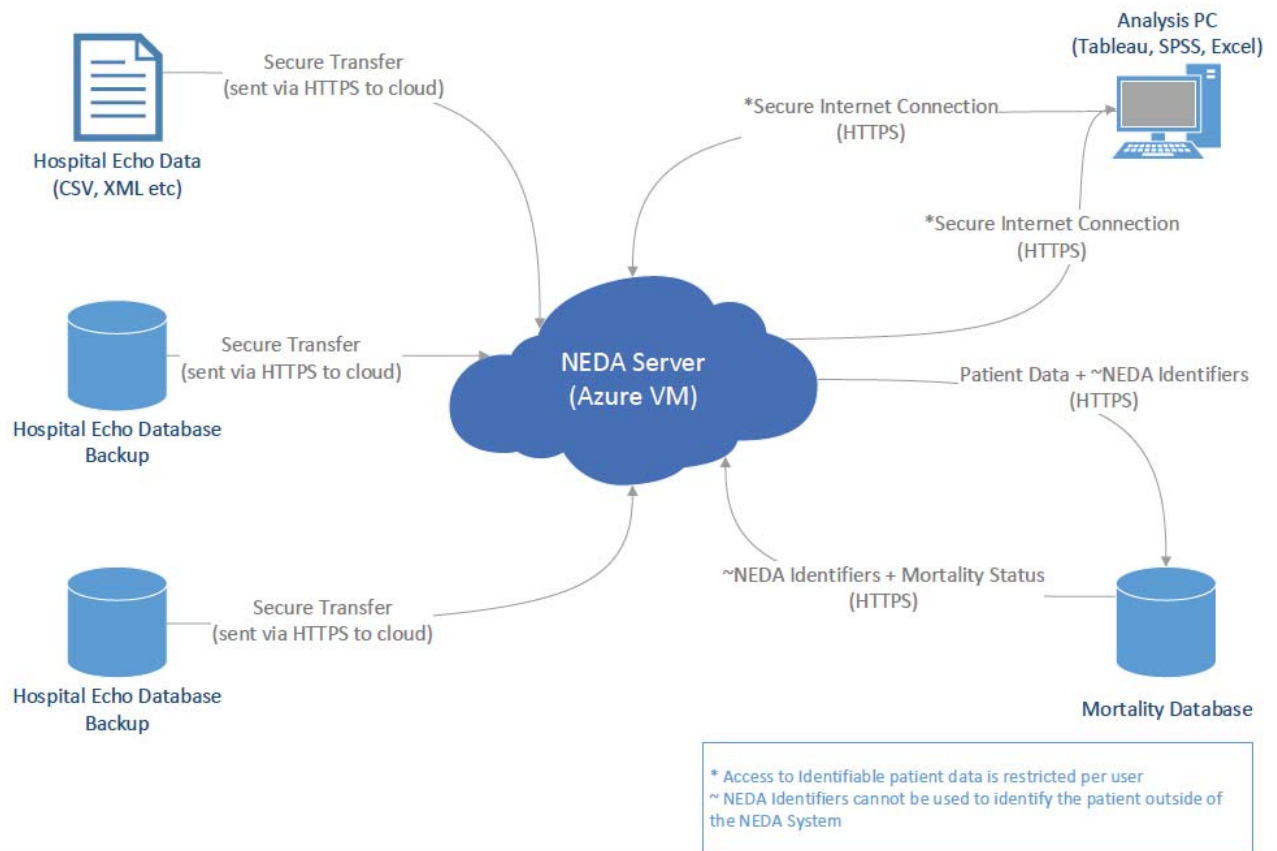 Secure Transfer
(sent via HTTPS to cloud)
Hospital Echo Data
(CSV, XML etc)
Analysis PC
(Tableau, SPSS, Excel)
*Secure Internet Connection
(HTTPS)
*Secure Internet Connection
(HTTPS)
Secure Transfer
(sent via HTTPS to cloud)
Hospital Echo Database
Backup
NEDA Server
(Azure VM)
Patient Data + ~NEDA Identifiers
(HTTPS)
~NEDA Identifiers + Mortality Status
(HTTPS)
Secure Transfer
(sent via HTTPS to cloud)
Hospital Echo Database
Backup
Mortality Database
* Access to Identifiable patient data is restricted per user
~ NEDA Identifiers cannot be used to identify the patient outside of
the NEDA System